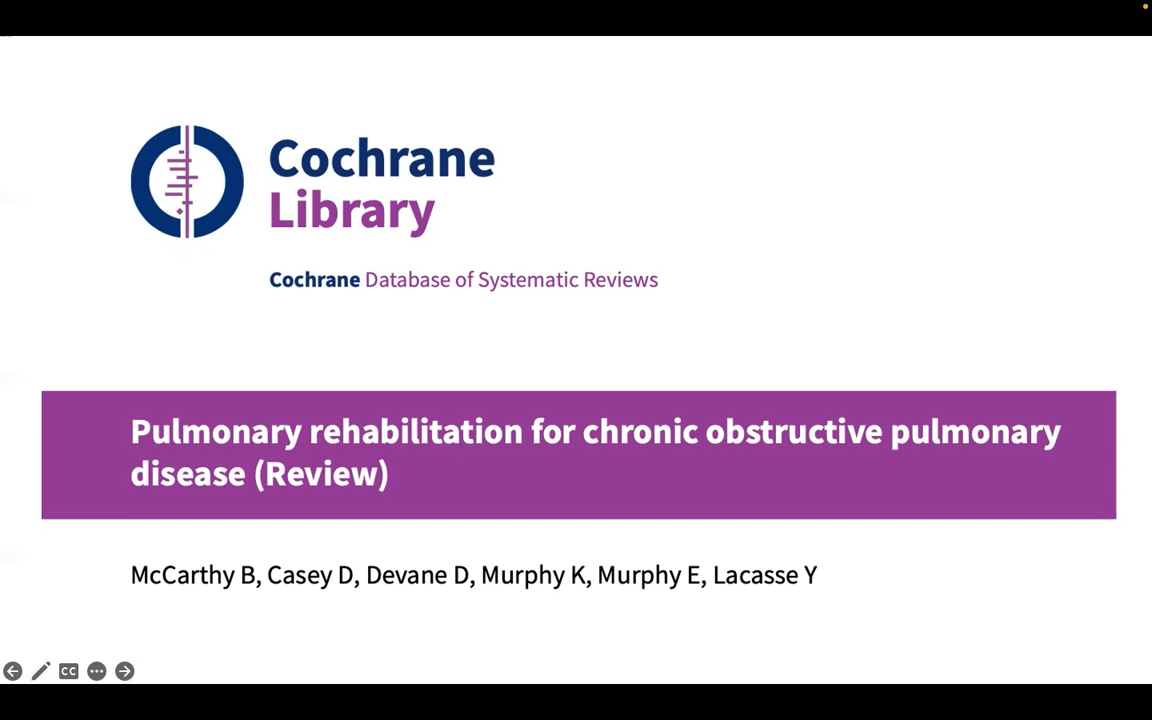 Cochrane
Library
Cochrane Database of Systematic Reviews
Pulmonary rehabilitation for chronic obstructive pulmonary
disease (Review)
McCarthy B, Casey D, Devane D, Murphy K, Murphy E, Lacasse Y
CC